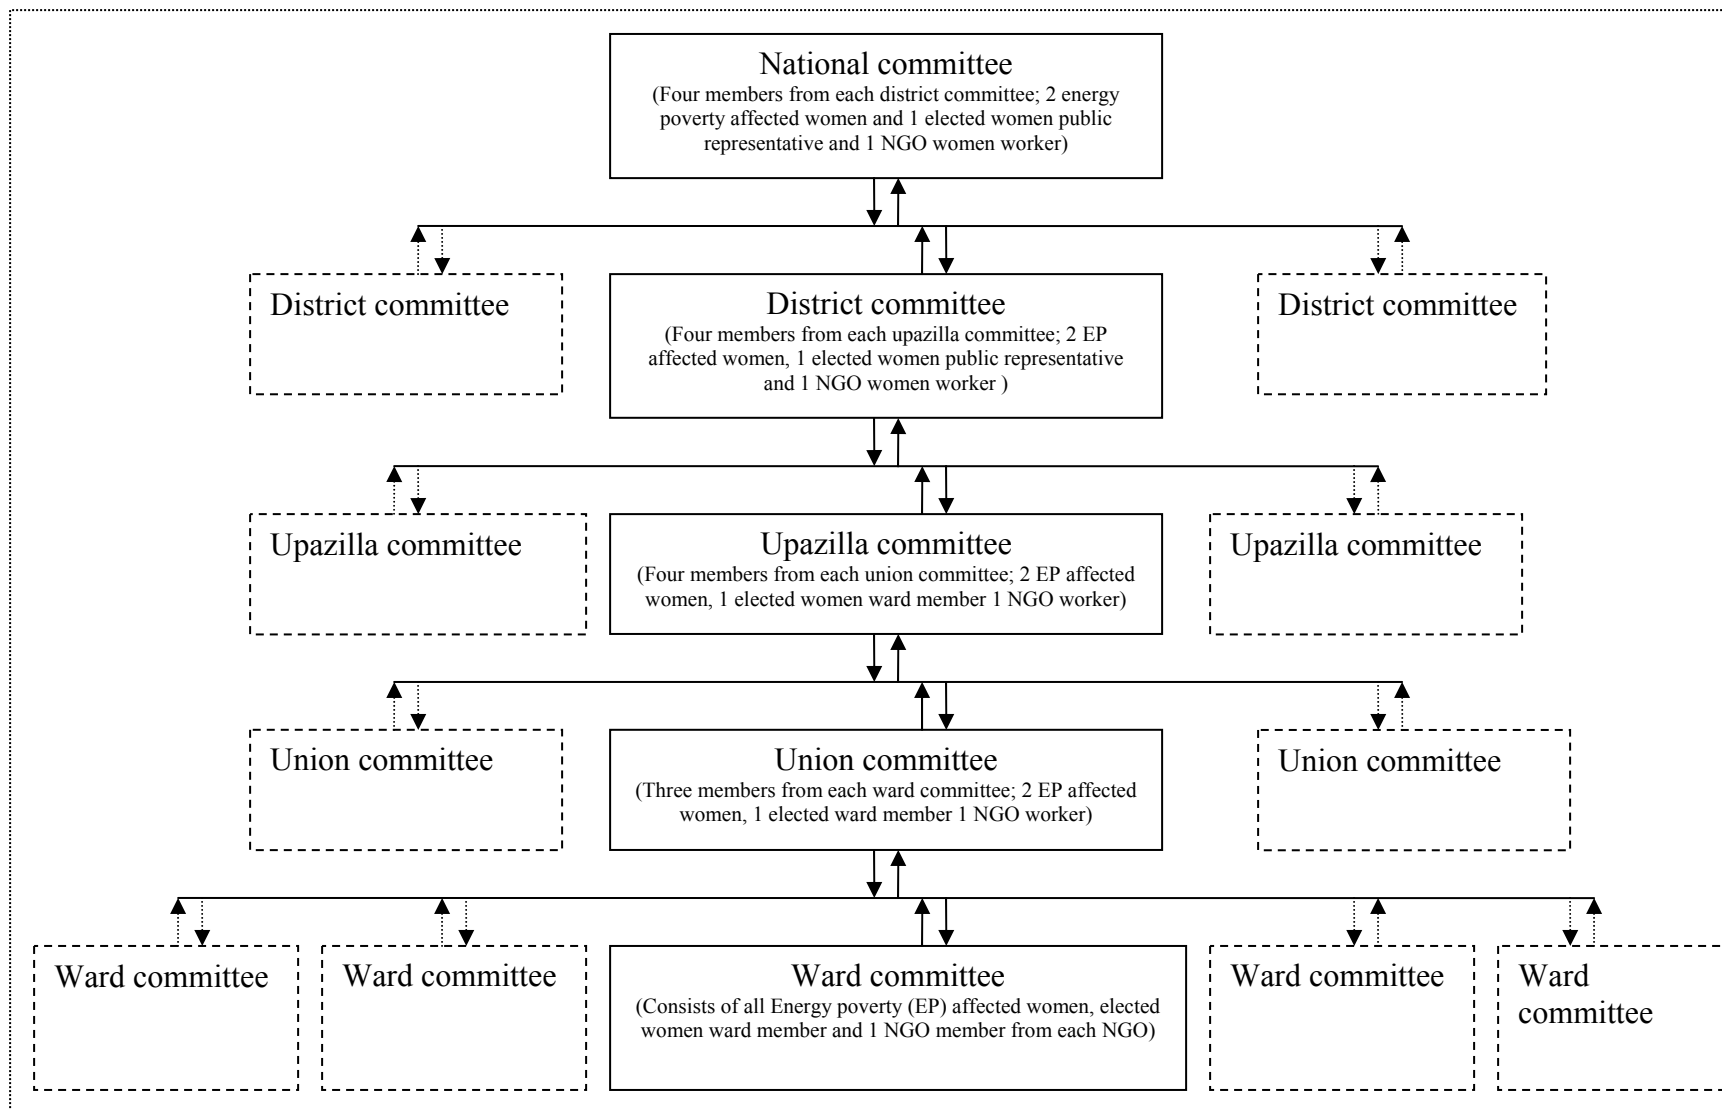 National committee
(Four members from each district committee; 2 energy
poverty affected women and 1 elected women public
representative and 1 NGO women worker)
District committee
District committee
(Four members from each upazilla committee; 2 EP
affected women, 1 elected women public representative
and 1 NGO women worker )
District committee
Upazilla committee
Upazilla committee
(Four members from each union committee; 2 EP affected
women, 1 elected women ward member 1 NGO worker)
Upazilla committee
Union committee
Union committee
(Three members from each ward committee; 2 EP affected
women, 1 elected ward member 1 NGO worker)
Union committee
Ward committee
Ward committee
Ward committee
(Consists of all Energy poverty (EP) affected women, elected
women ward member and 1 NGO member from each NGO)
Ward committee
Ward
committee